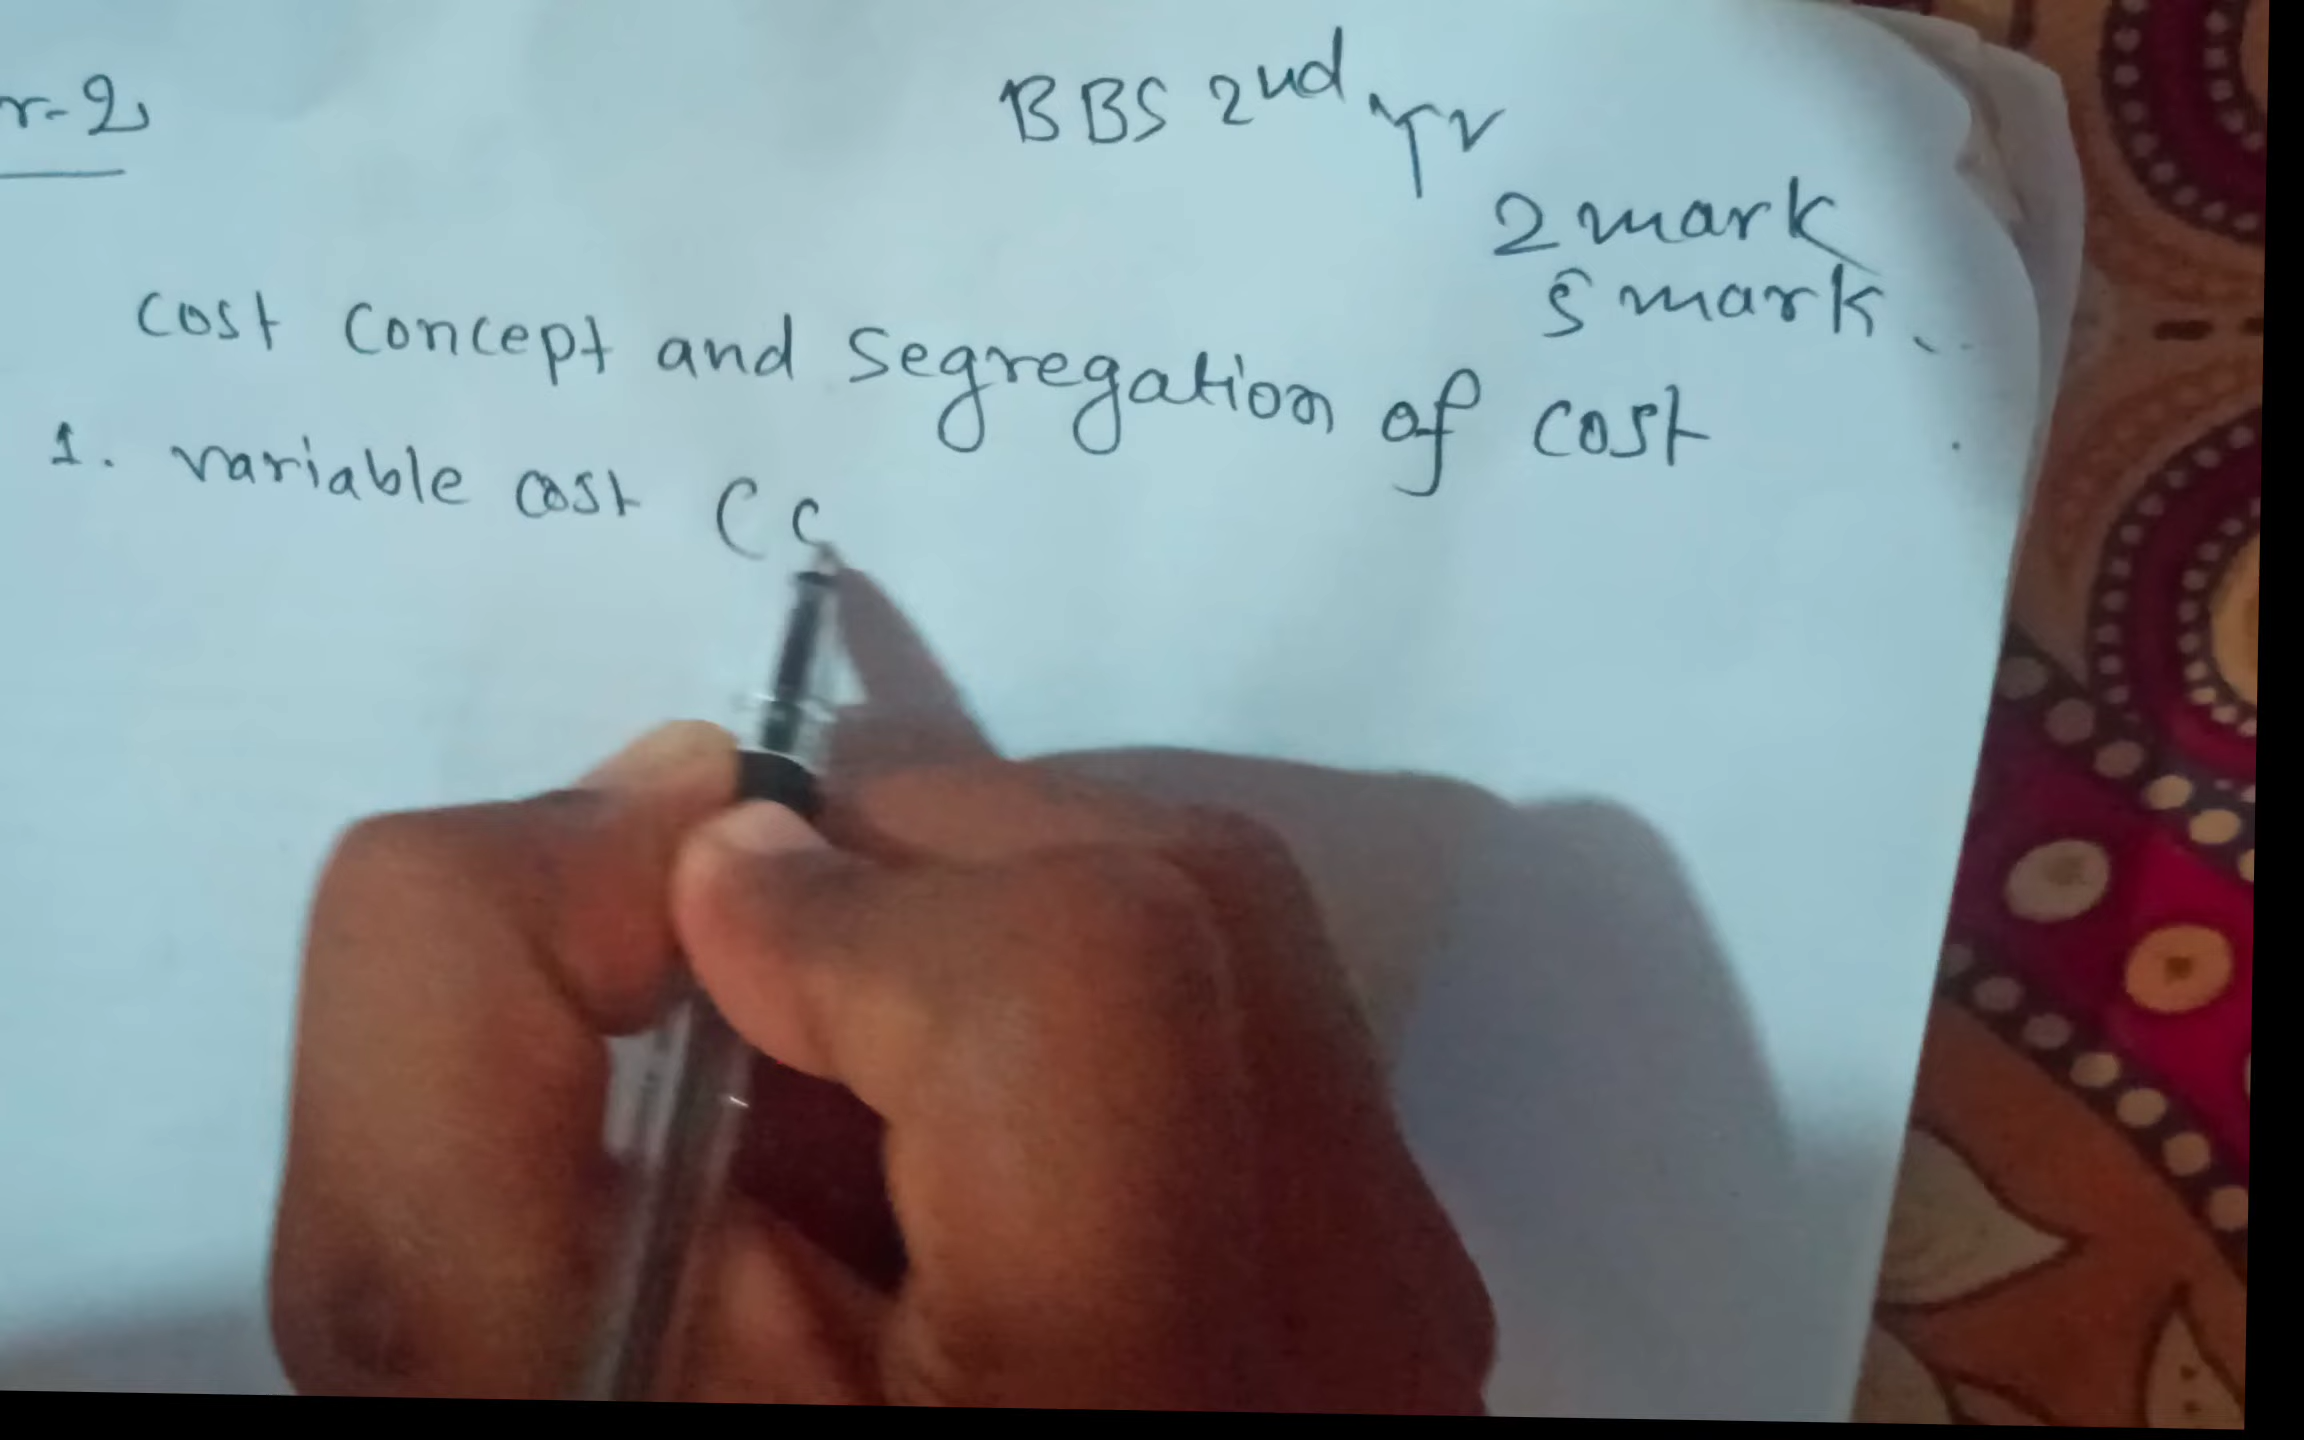 r-2
BBS 2nd yr
2 mark
5 mark
cost concept and segregation of cost
1. variable cost (c